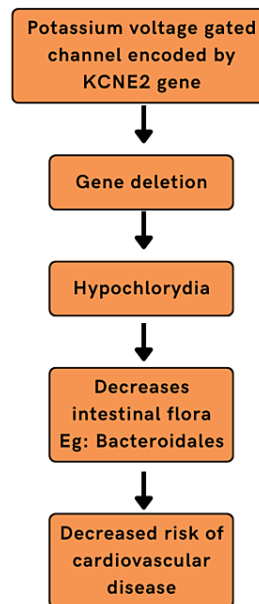 Potassium voltage gated
channel encoded by
KCNE2 gene
Gene deletion
Hypochlorydia
Decreases
intestinal flora
Eg: Bacteroidales
Decreased risk of
cardiovascular
disease